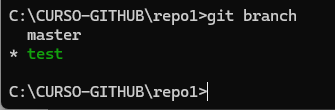 C:\CURSO-GITHUB\repo1>git branch
  master
* test
C:\CURSO-GITHUB\repo1>